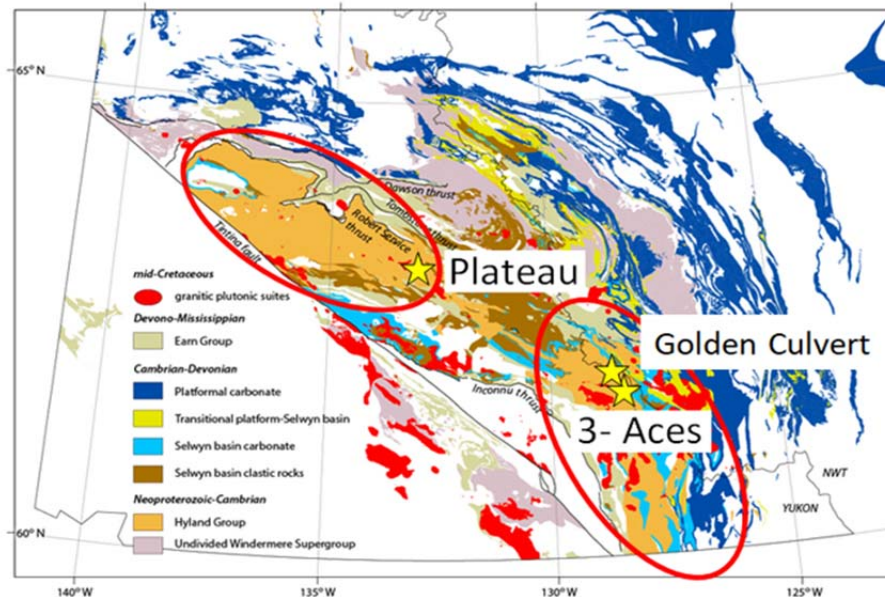 65° N
65° N
Dawson thrust
Tombstone thrust
Robert Service
thrust
Tintina fault
Plateau
mid-Cretaceous
granitic plutonic suites
Devono-Mississippian
Earn Group
Cambrian-Devonian
Platformal carbonate
Transitional platform-Selwyn basin
Selwyn basin carbonate
Selwyn basin clastic rocks
Neoproterozoic-Cambrian
Hyland Group
Undivided Windermere Supergroup
Golden Culvert
Inconnu thrust
3- Aces
NWT
YUKON
60° N
60° N
140°W
135°W
130°W
125°W